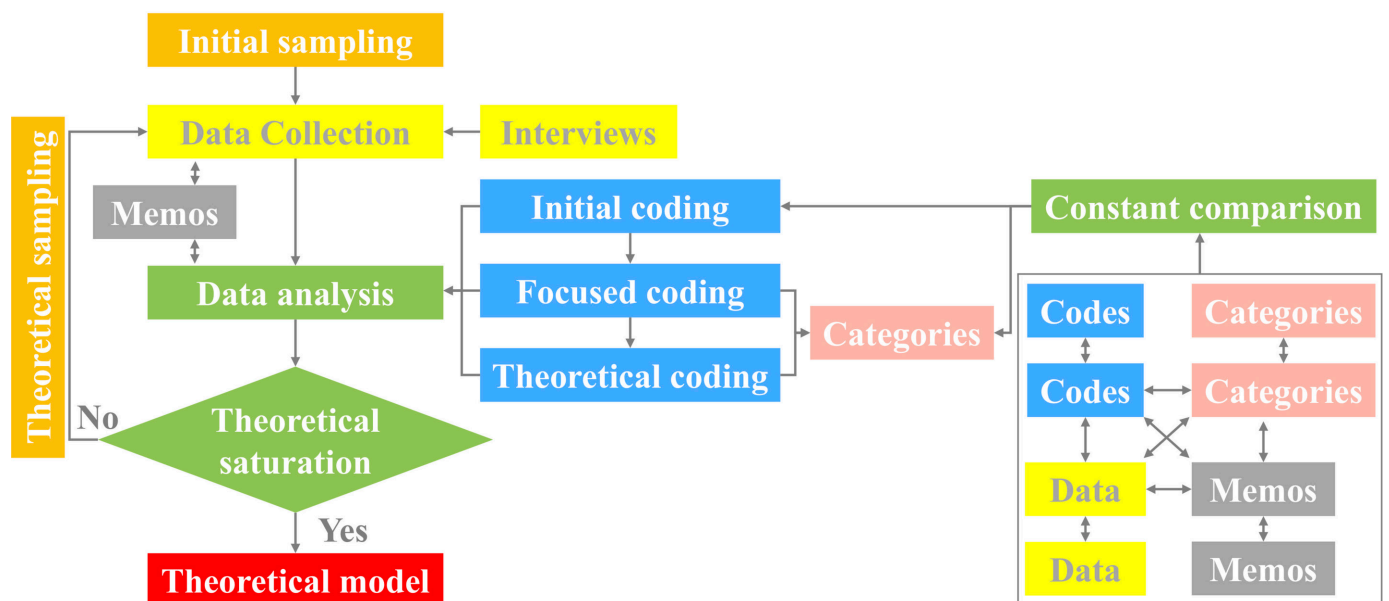 Initial sampling
Theoretical sampling
Data Collection
Interviews
Memos
Initial coding
Constant comparison
Data analysis
Focused coding
Categories
Theoretical coding
Codes
Categories
Codes
Categories
No
Theoretical
saturation
Data
Memos
Yes
Data
Memos
Theoretical model